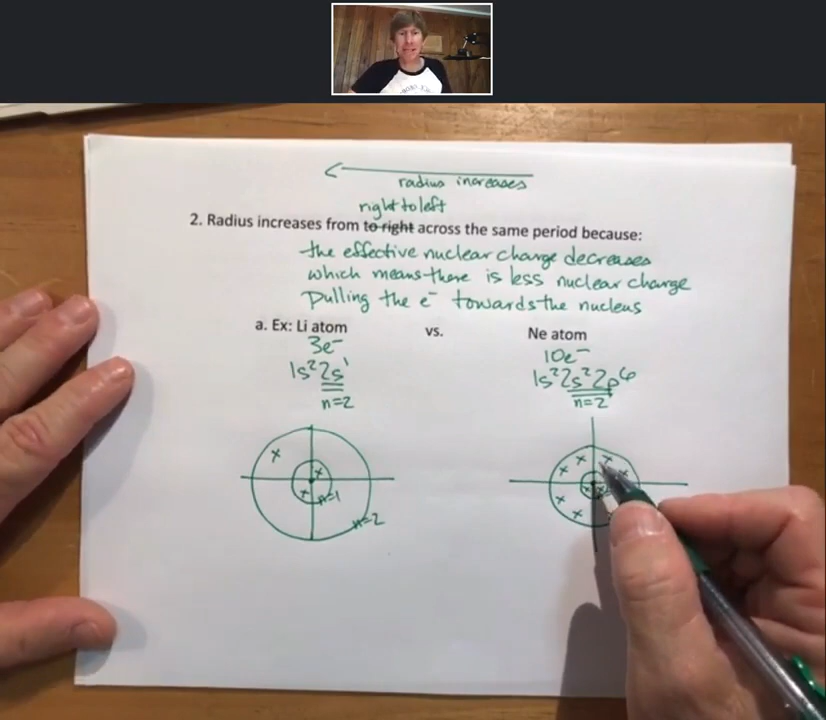 radius increases
right to left
2. Radius increases from to right across the same period because:
the effective nuclear charge decreases
which means there is less nuclear charge
pulling the e⁻ towards the nucleus
a. Ex: Li atom vs. Ne atom
3e⁻ 10e⁻
1s²2s¹ 1s²2s²2p⁶
n=2 n=2
n=1
n=2